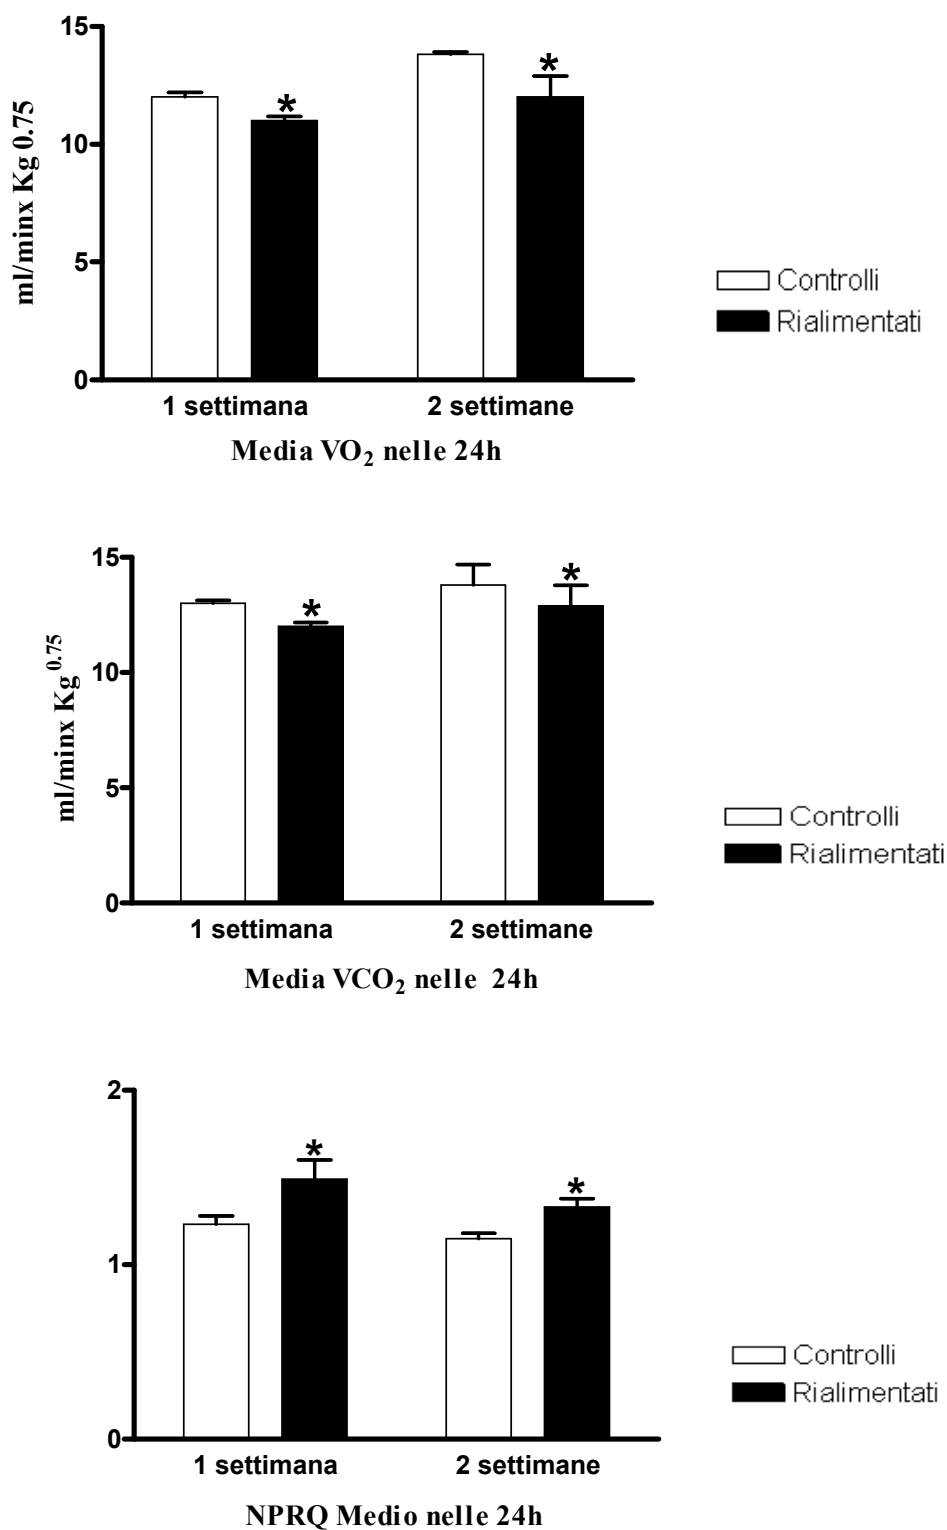 15
*
*
10
ml/minx Kg 0.75
5
Controlli
Rialimentati
0
1 settimana 2 settimane
Media VO₂ nelle 24h
15
*
*
10
ml/minx Kg⁰·⁷⁵
5
Controlli
Rialimentati
0
1 settimana 2 settimane
Media VCO₂ nelle 24h
2
*
*
1
Controlli
Rialimentati
0
1 settimana 2 settimane
NPRQ Medio nelle 24h